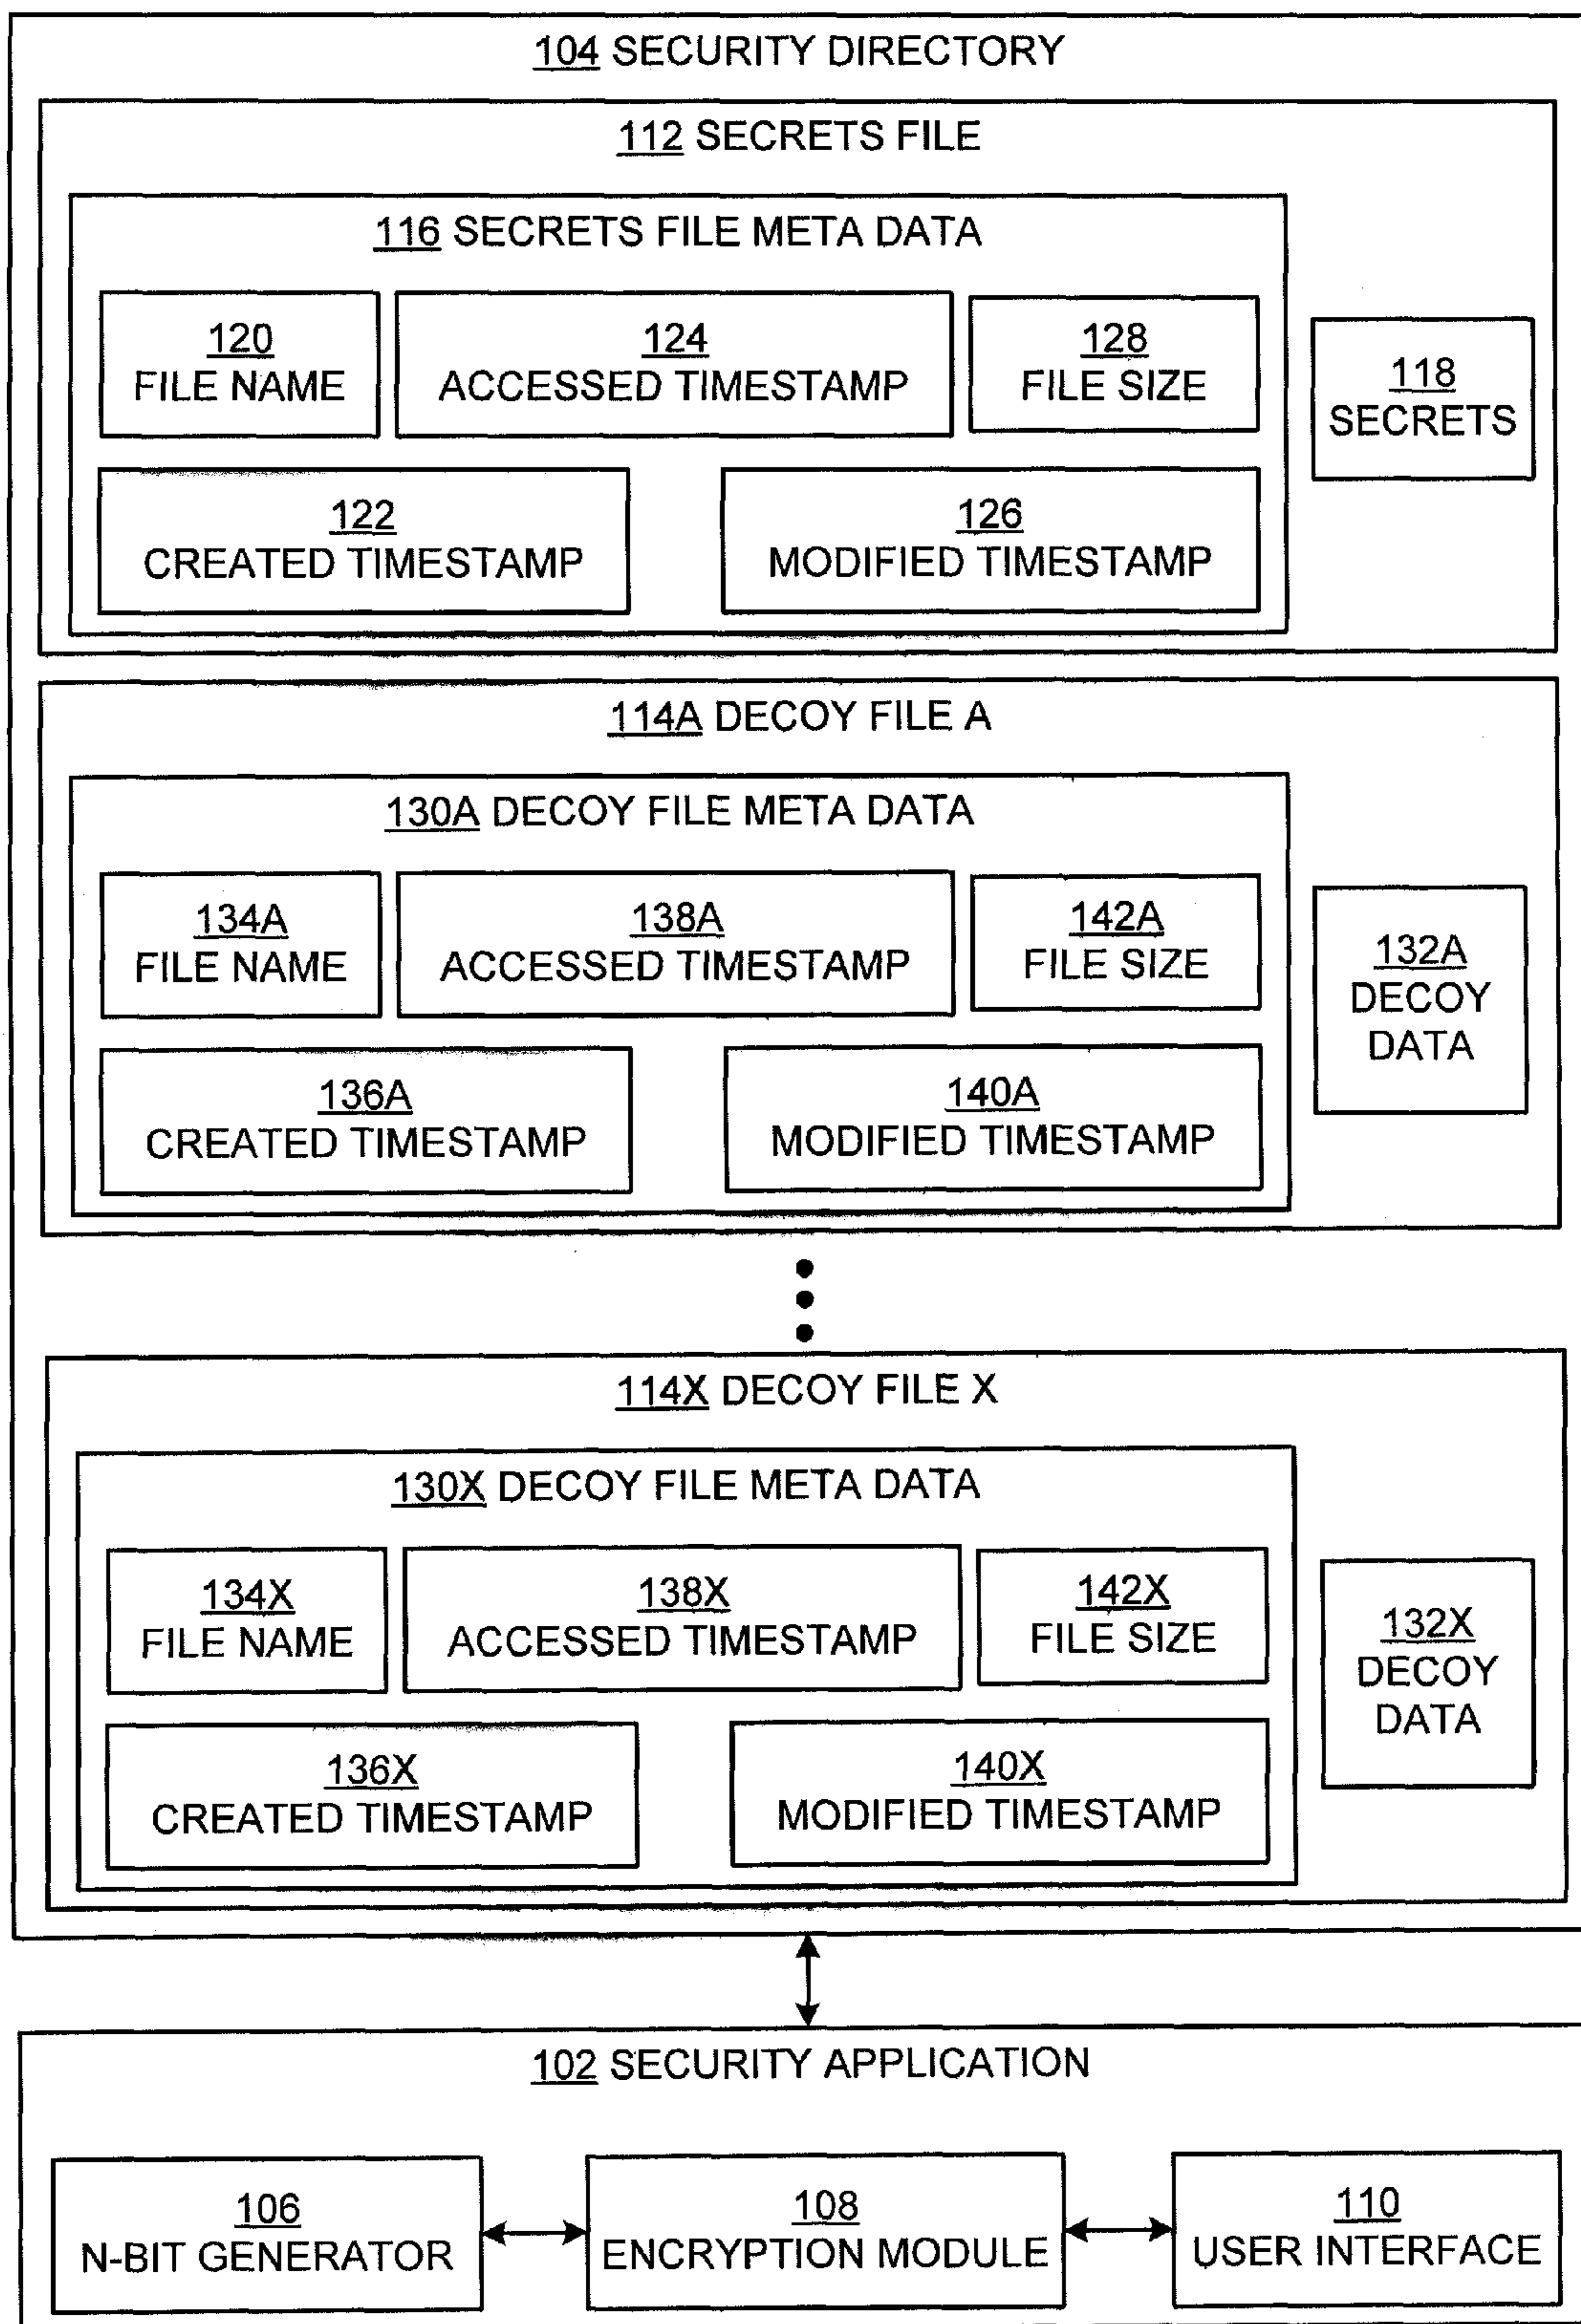 104 SECURITY DIRECTORY
112 SECRETS FILE
116 SECRETS FILE META DATA
120
FILE NAME
124
ACCESSED TIMESTAMP
128
FILE SIZE
118
SECRETS
122
CREATED TIMESTAMP
126
MODIFIED TIMESTAMP
114A DECOY FILE A
130A DECOY FILE META DATA
134A
FILE NAME
138A
ACCESSED TIMESTAMP
142A
FILE SIZE
132A
DECOY
DATA
136A
CREATED TIMESTAMP
140A
MODIFIED TIMESTAMP
114X DECOY FILE X
130X DECOY FILE META DATA
134X
FILE NAME
138X
ACCESSED TIMESTAMP
142X
FILE SIZE
132X
DECOY
DATA
136X
CREATED TIMESTAMP
140X
MODIFIED TIMESTAMP
102 SECURITY APPLICATION
106
N-BIT GENERATOR
108
ENCRYPTION MODULE
110
USER INTERFACE